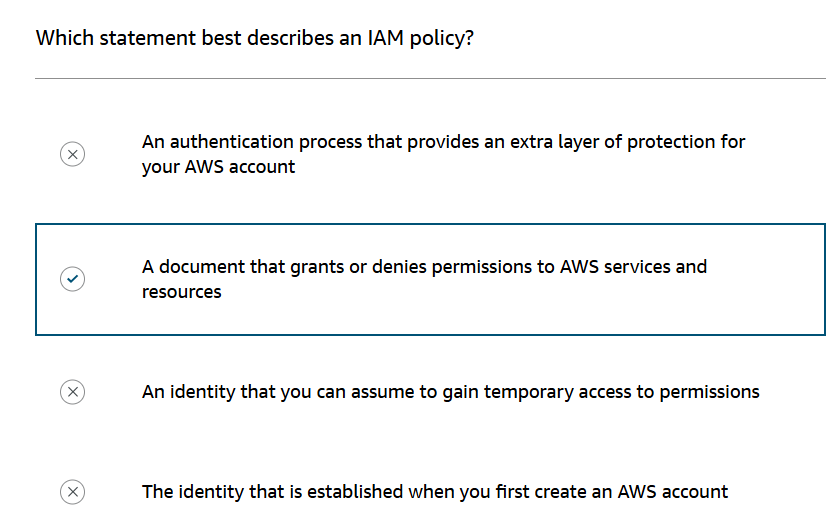 Which statement best describes an IAM policy?
An authentication process that provides an extra layer of protection for
your AWS account
A document that grants or denies permissions to AWS services and
resources
An identity that you can assume to gain temporary access to permissions
The identity that is established when you first create an AWS account